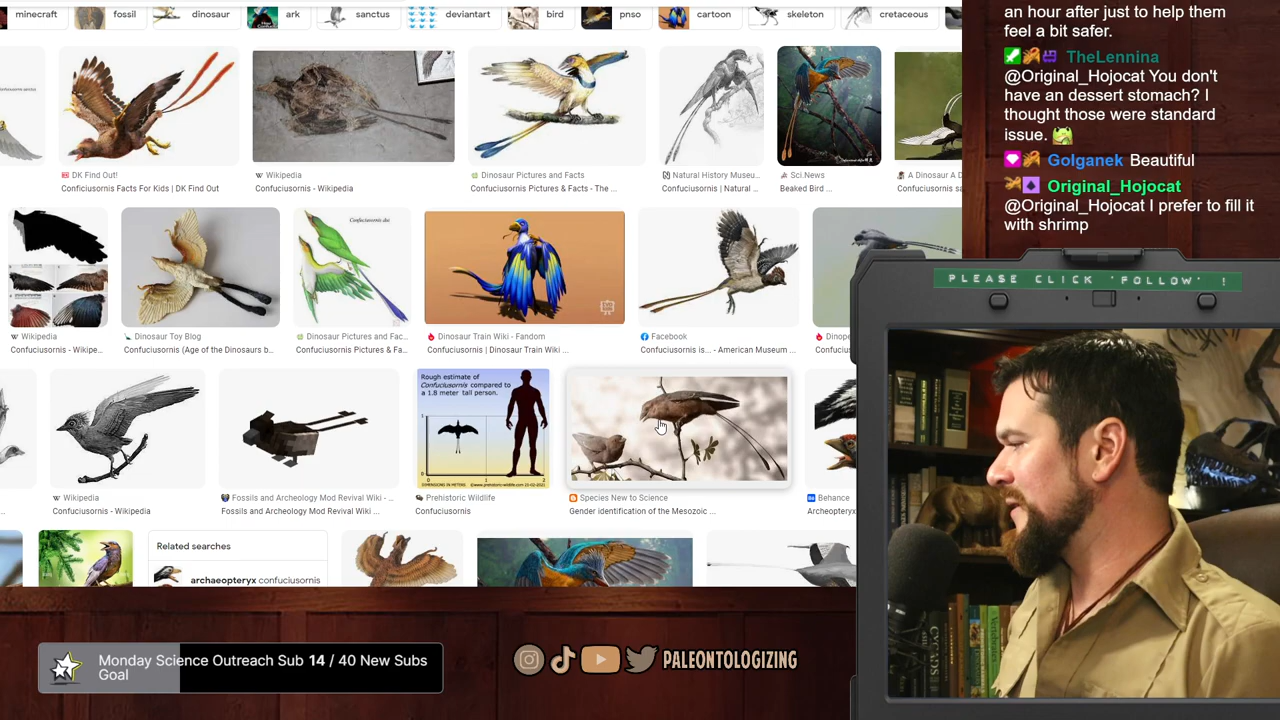 minecraft
fossil
dinosaur
ark
sanctus
deviantart
bird
pnso
cartoon
skeleton
cretaceous
DK Find Out!
Confuciusornis Facts For Kids | DK Find Out
Wikipedia
Confuciusornis - Wikipedia
Dinosaur Pictures and Facts
Confuciusornis Pictures & Facts - The ...
Natural History Museu...
Confuciusornis | Natural ...
Sci.News
Beaked Bird ...
A Dinosaur A D
Confuciusornis sa
Wikipedia
Confuciusornis - Wikipe...
Dinosaur Toy Blog
Confuciusornis (Age of the Dinosaurs b...
Dinosaur Pictures and Fac...
Confuciusornis Pictures & Fa...
Dinosaur Train Wiki - Fandom
Confuciusornis | Dinosaur Train Wiki ...
Facebook
Confuciusornis is... - American Museum ...
Dinope
Confuciu
Rough estimate of
Confuciusornis compared to
a 1.8 meter tall person.
Wikipedia
Confuciusornis - Wikipedia
Fossils and Archeology Mod Revival Wiki - ...
Fossils and Archeology Mod Revival Wiki ...
Prehistoric Wildlife
Confuciusornis
Species New to Science
Gender identification of the Mesozoic ...
Behance
Archeopteryx
Related searches
archaeopteryx confuciusornis
an hour after just to help them
feel a bit safer.
TheLennina
@Original_Hojocat You don't
have an dessert stomach? I
thought those were standard
issue.
Golganek Beautiful
Original_Hojocat
@Original_Hojocat I prefer to fill it
with shrimp
PLEASE CLICK 'FOLLOW' !
CYCADS
Monday Science Outreach Sub 14 / 40 New Subs
Goal
PALEONTOLOGIZING